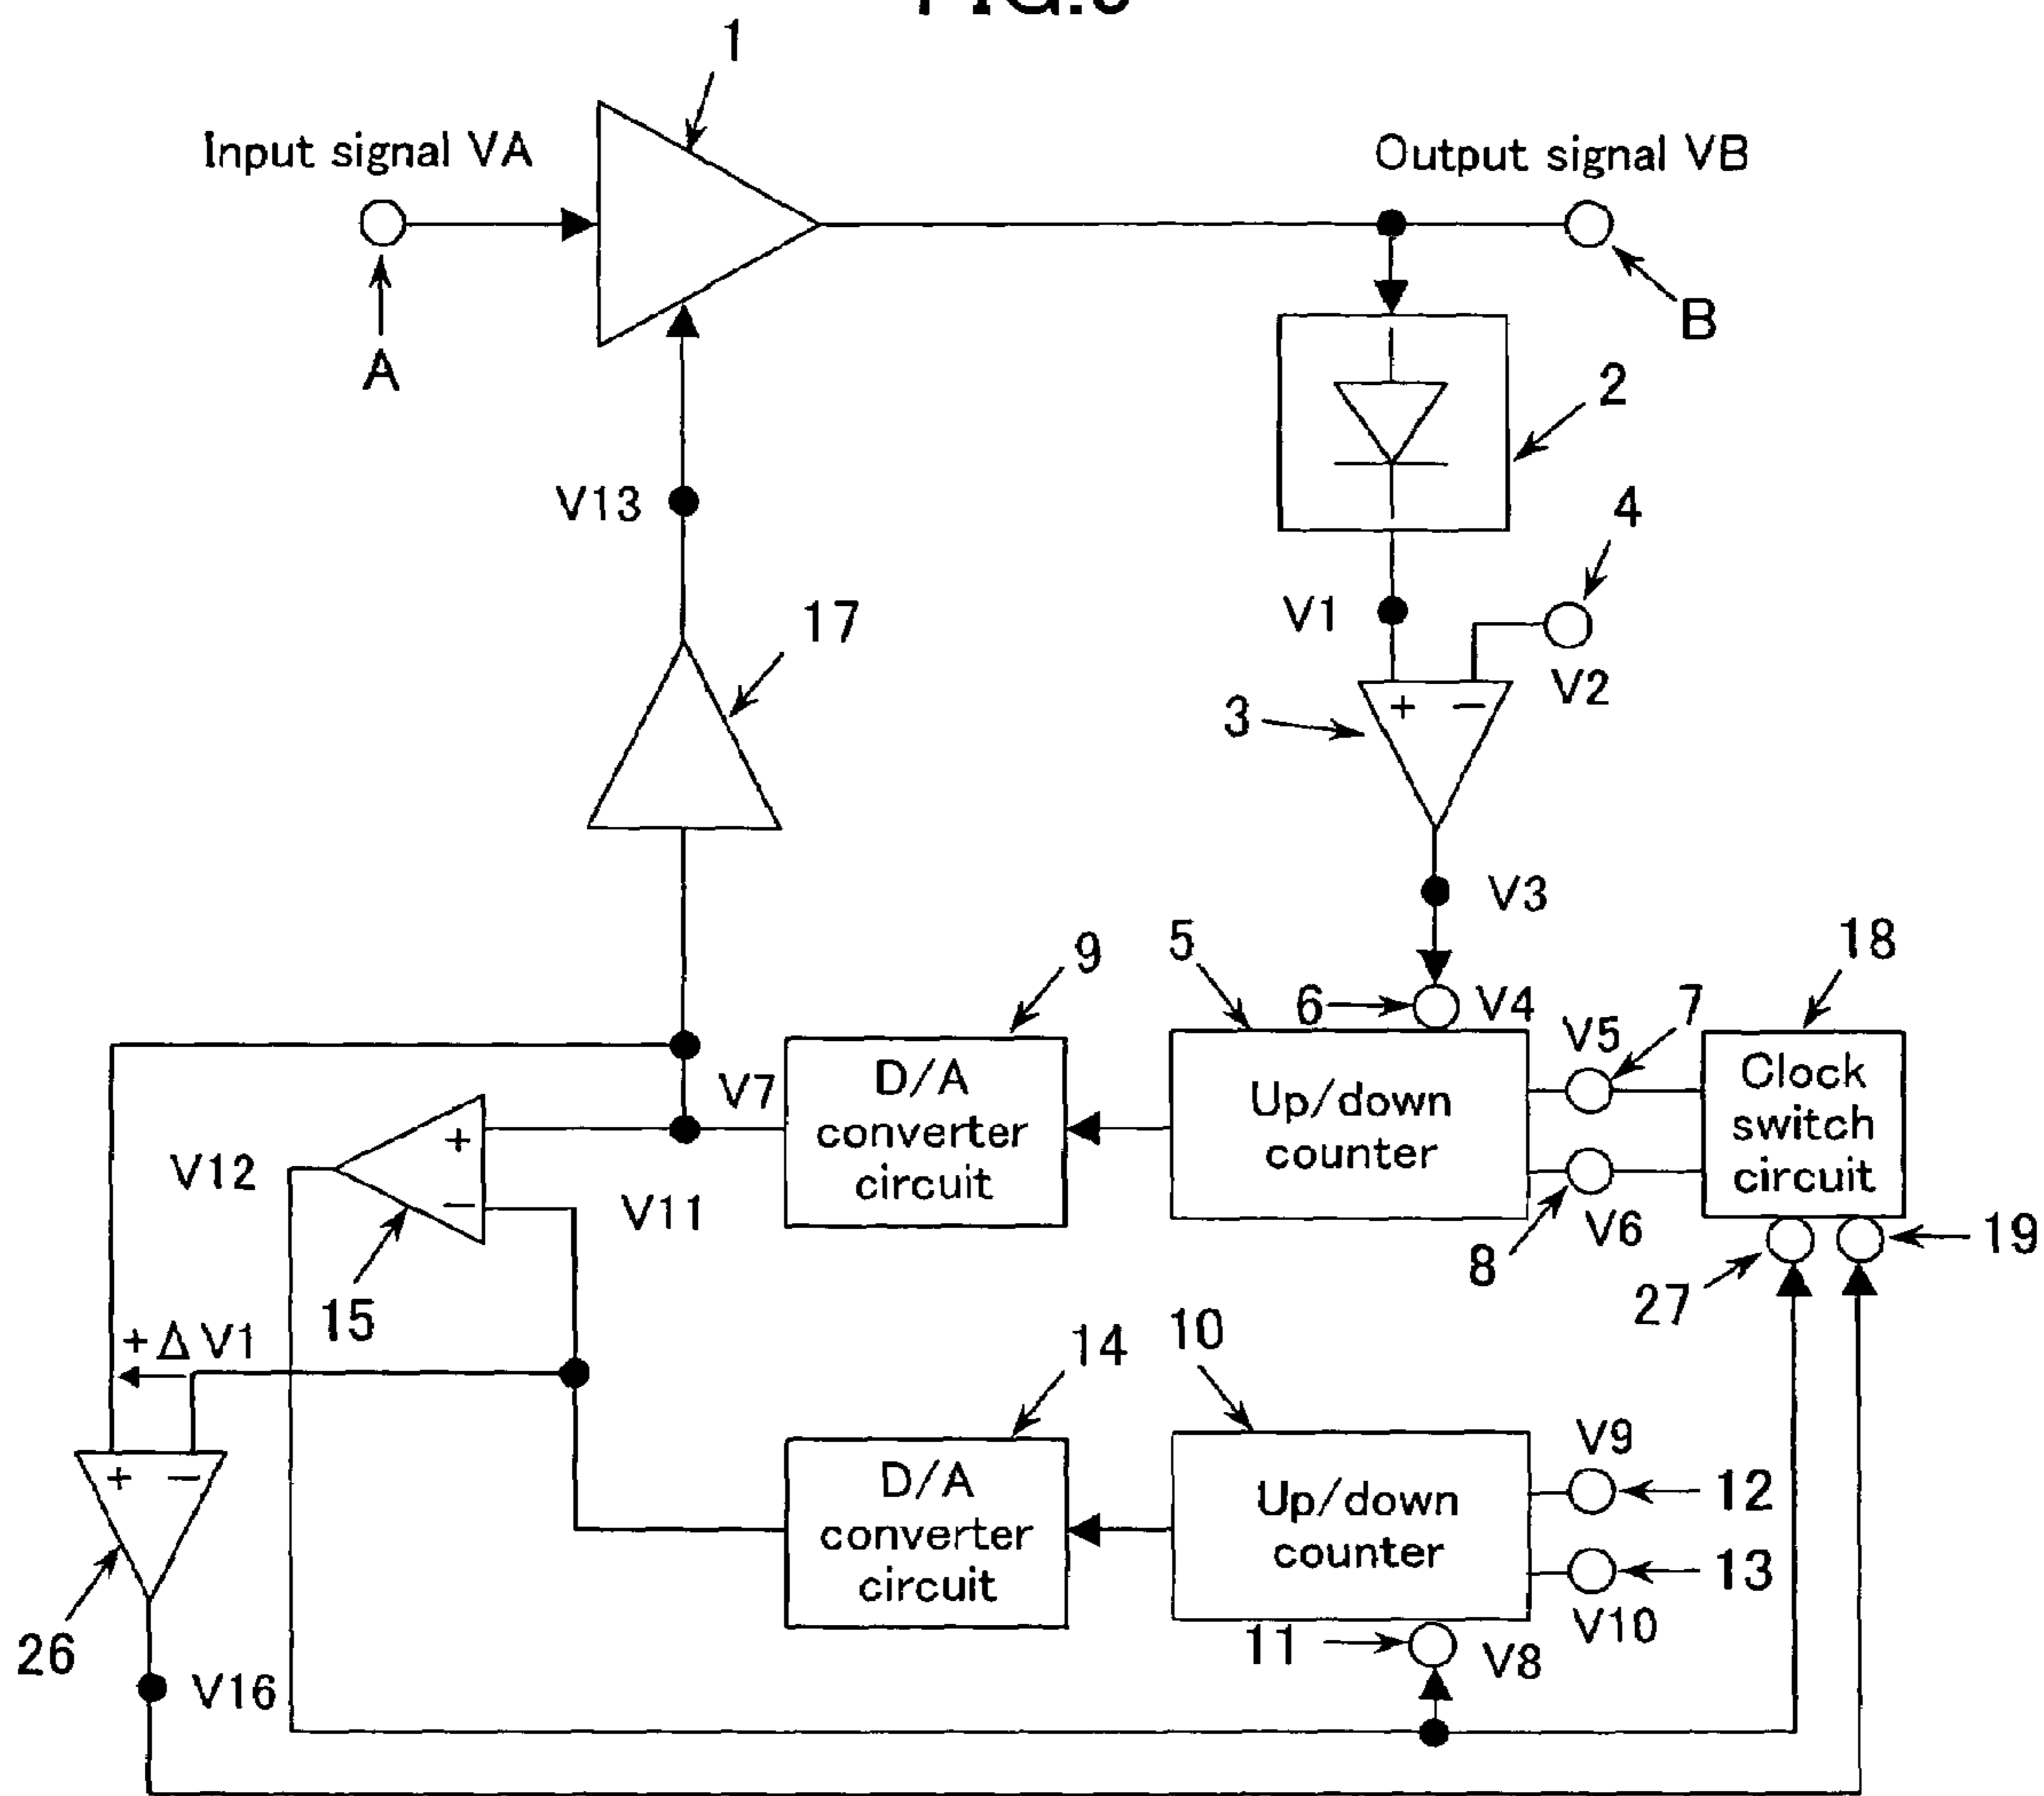 1
Input signal VA
Output signal VB
A
B
2
V13
4
V1
17
V2
3
+ −
V3
9
5
18
6
V4
V5
7
D/A
converter
circuit
Up/down
counter
Clock
switch
circuit
V7
+
V12
−
V11
V6
8
19
27
15
+ΔV1
14
10
V9
+ −
D/A
converter
circuit
Up/down
counter
12
13
V10
26
11
V8
V16